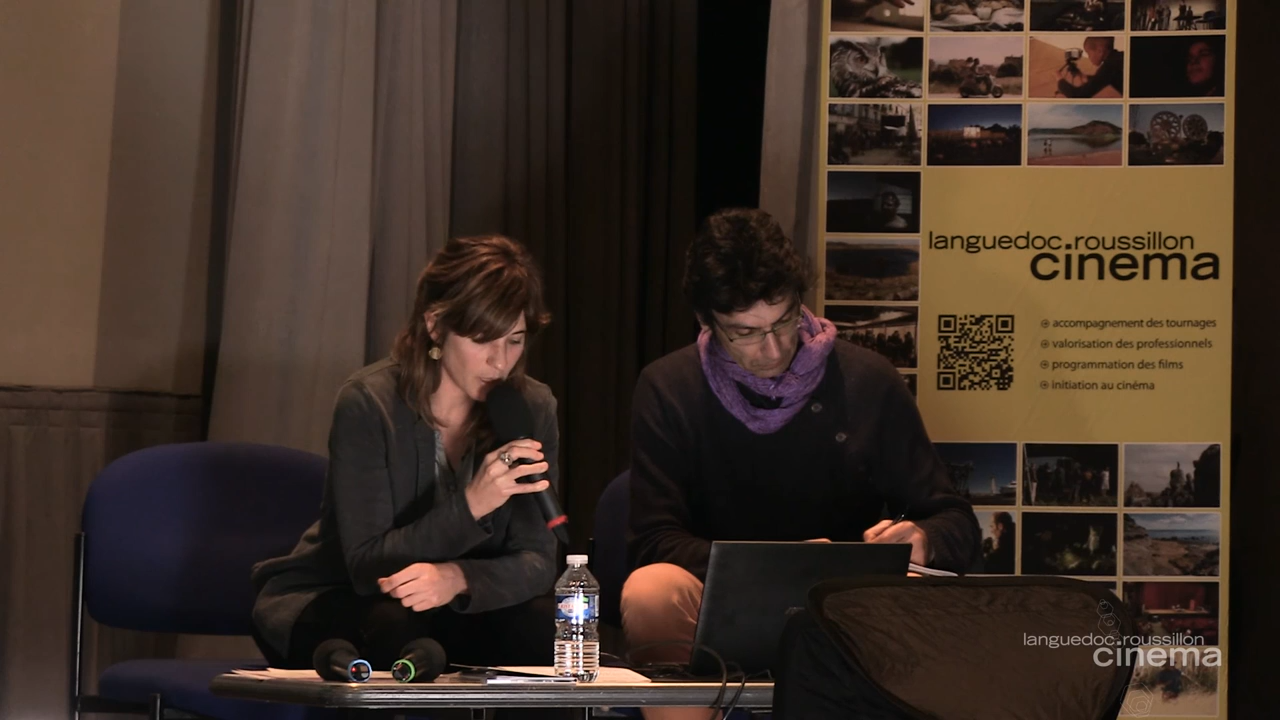 languedoc.roussillon
cinema
accompagnement des tournages
valorisation des professionnels
programmation des films
initiation au cinéma
languedoc.roussillon
cinema